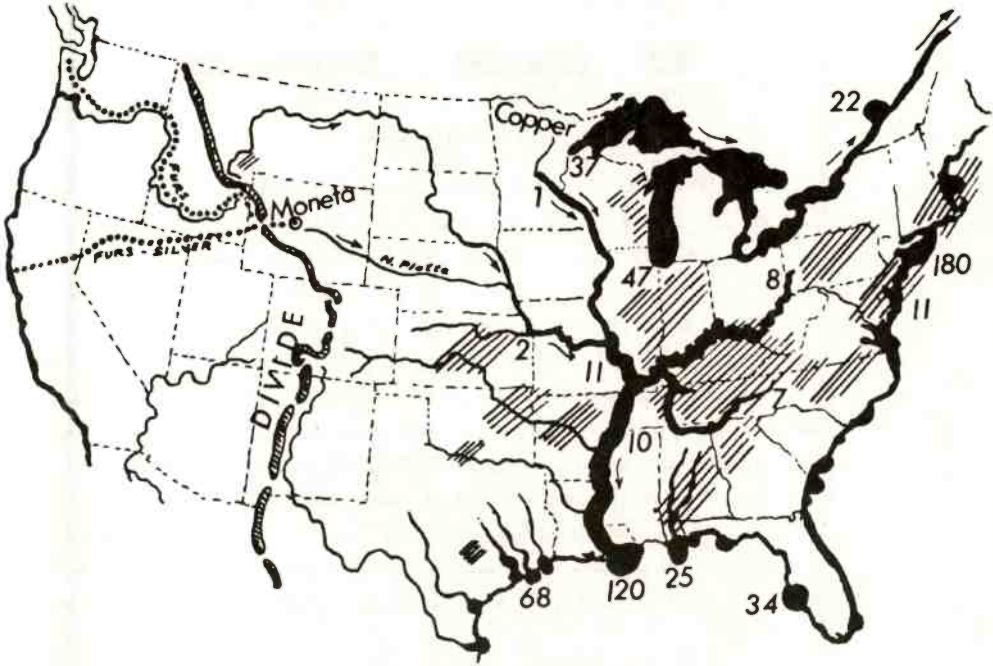 22
Copper
37
1
FURS
Moneta
FURS - SILVER
N. Platte
47
8
180
11
DIVIDE
2
11
10
68
120
25
34